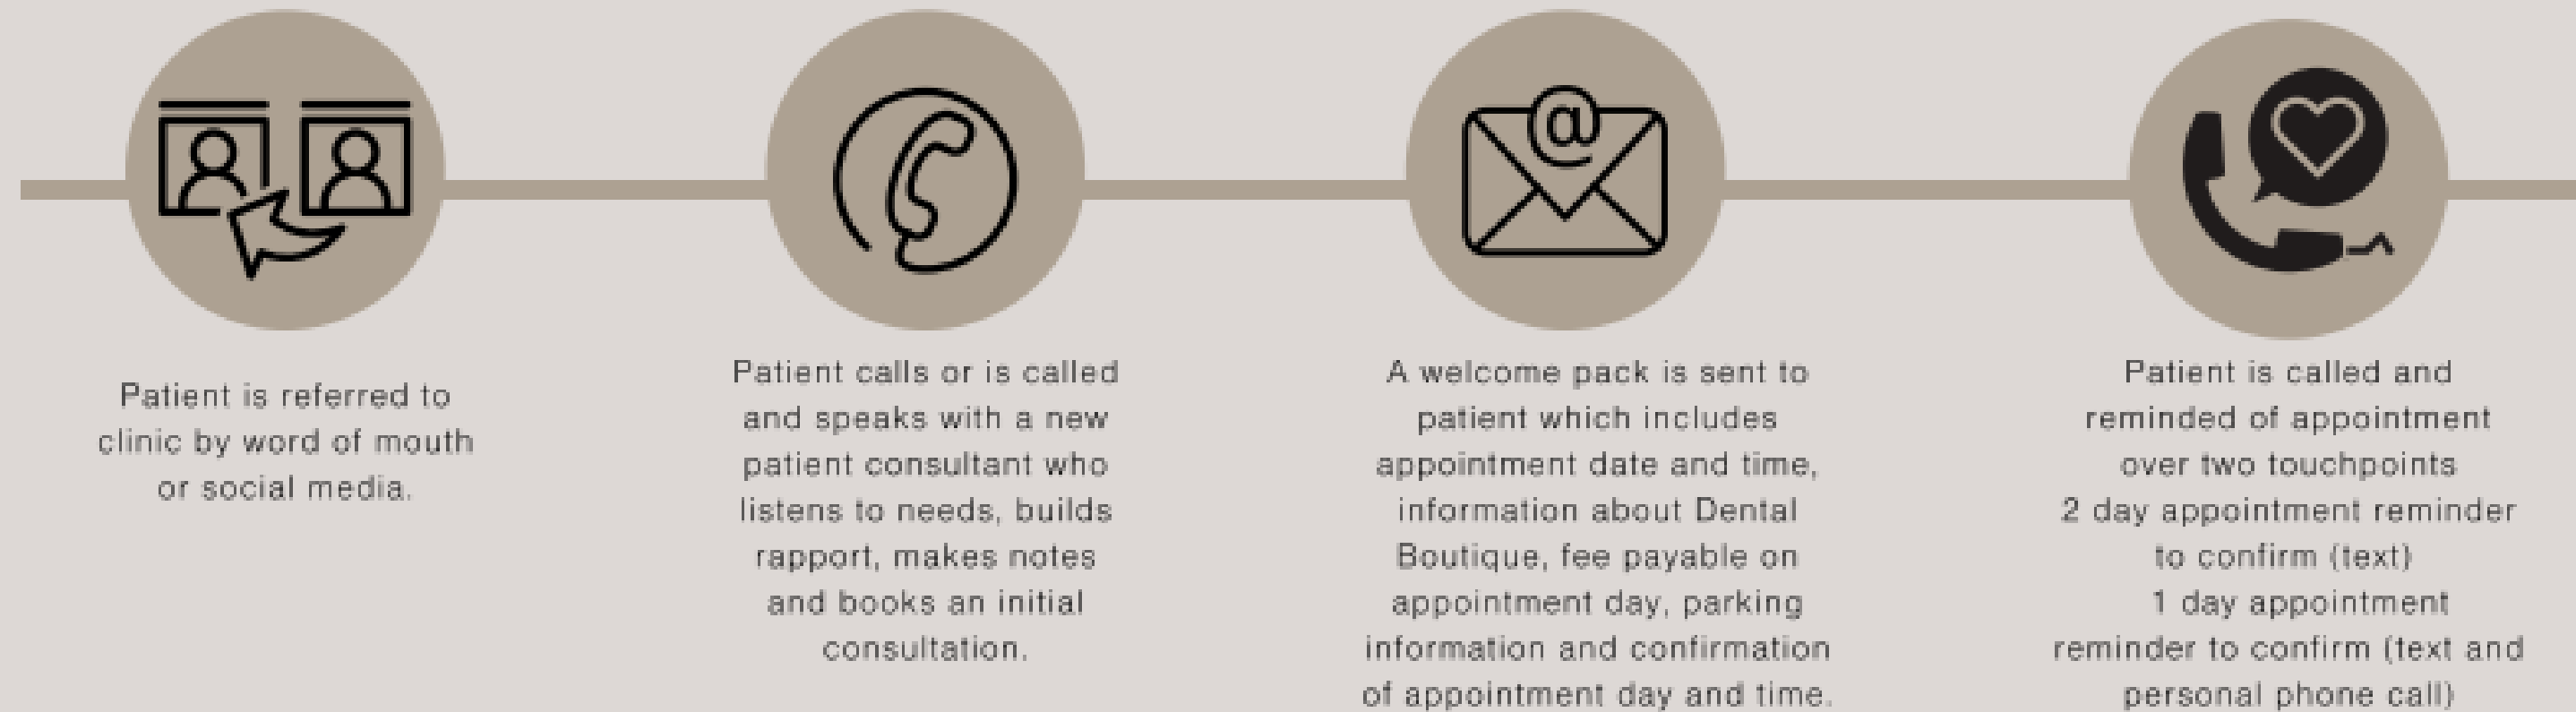 Patient is referred to
clinic by word of mouth
or social media.
Patient calls or is called
and speaks with a new
patient consultant who
listens to needs, builds
rapport, makes notes
and books an initial
consultation.
A welcome pack is sent to
patient which includes
appointment date and time,
information about Dental
Boutique, fee payable on
appointment day, parking
information and confirmation
of appointment day and time.
Patient is called and
reminded of appointment
over two touchpoints
2 day appointment reminder
to confirm (text)
1 day appointment
reminder to confirm (text and
personal phone call)